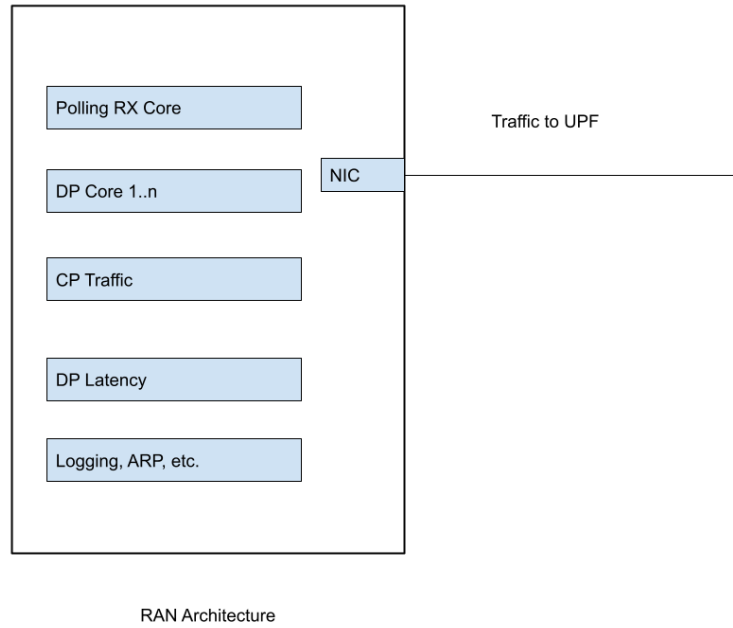 Polling RX Core
Traffic to UPF
NIC
DP Core 1..n
CP Traffic
DP Latency
Logging, ARP, etc.
RAN Architecture